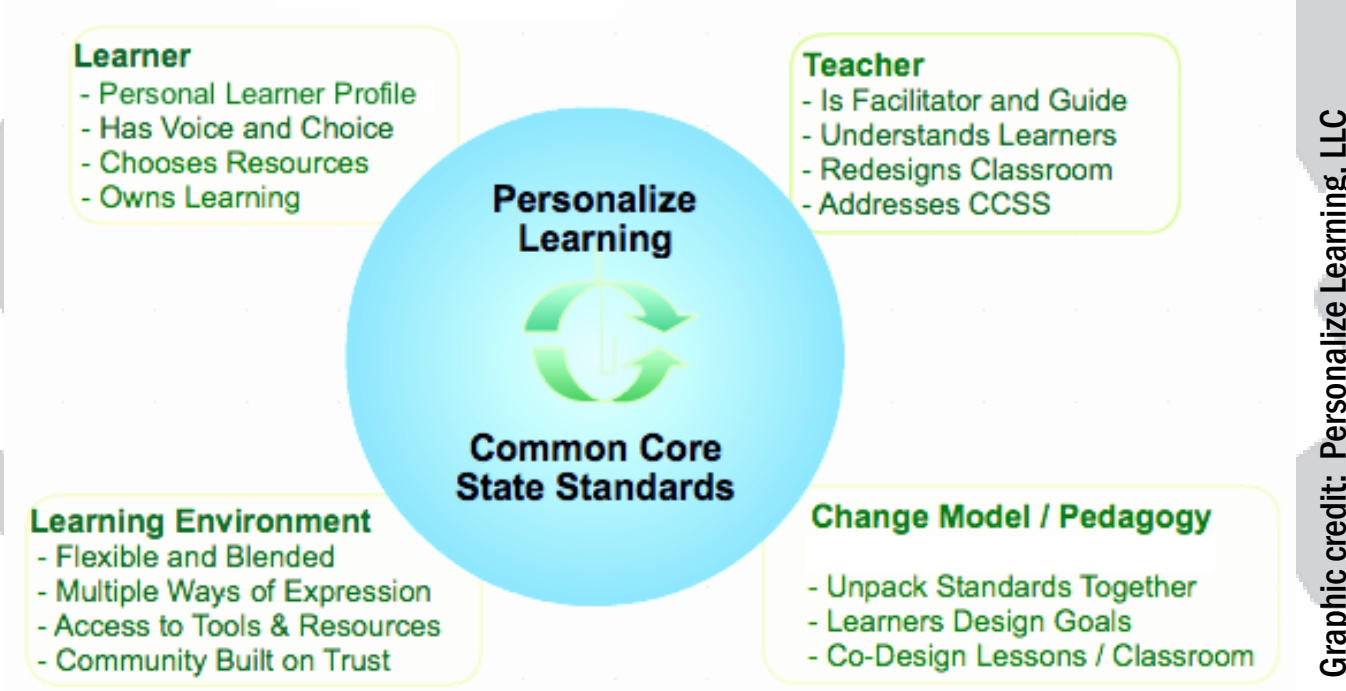 Learner
- Personal Learner Profile
- Has Voice and Choice
- Chooses Resources
- Owns Learning
Teacher
- Is Facilitator and Guide
- Understands Learners
- Redesigns Classroom
- Addresses CCSS
Personalize
Learning
Common Core
State Standards
Learning Environment
- Flexible and Blended
- Multiple Ways of Expression
- Access to Tools & Resources
- Community Built on Trust
Change Model / Pedagogy
- Unpack Standards Together
- Learners Design Goals
- Co-Design Lessons / Classroom
Graphic credit: Personalize Learning, LLC